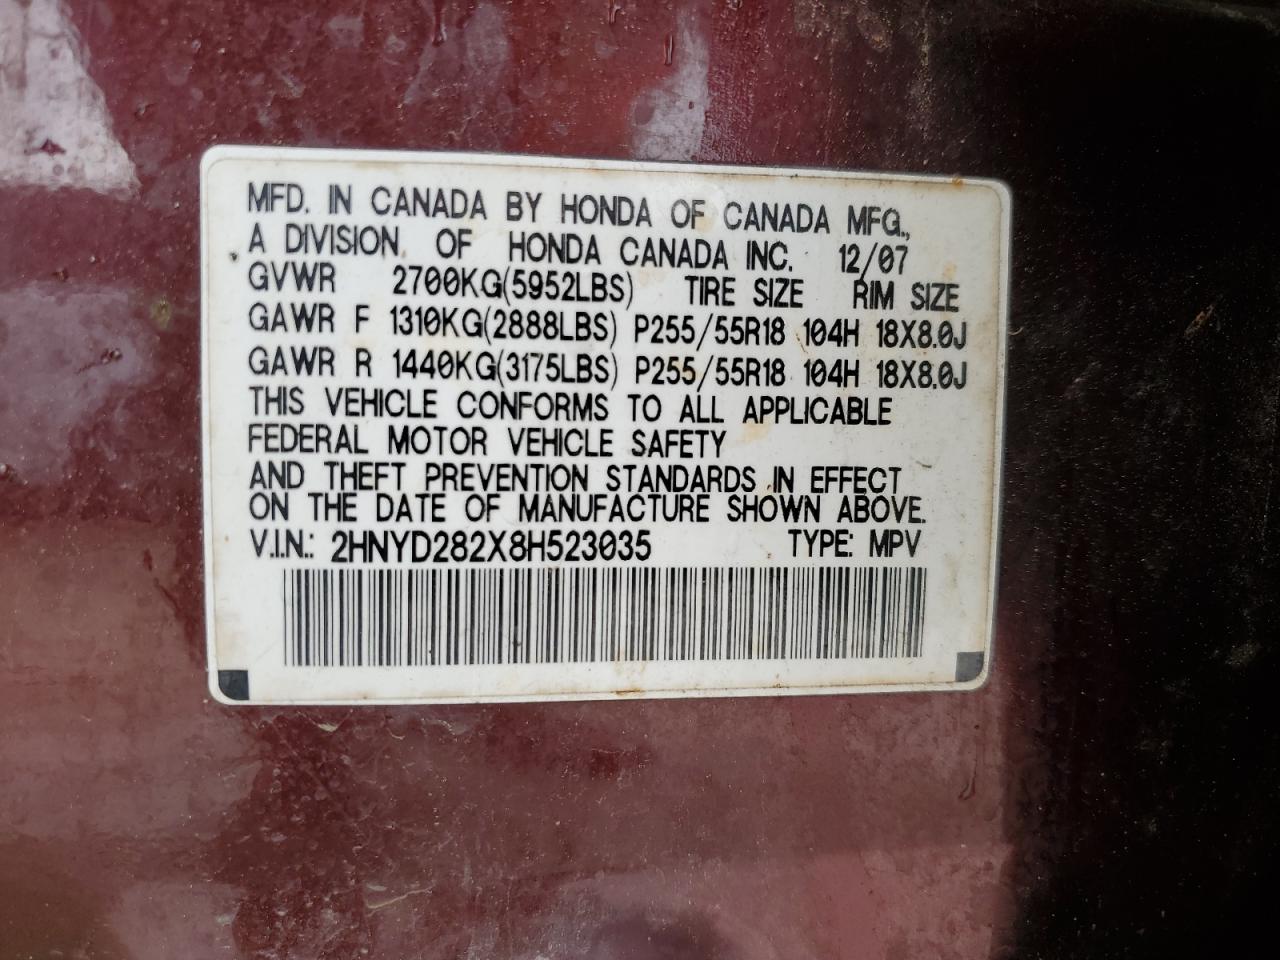 MFD. IN CANADA BY HONDA OF CANADA MFG.,
A DIVISION OF HONDA CANADA INC. 12/07
GVWR 2700KG(5952LBS) TIRE SIZE RIM SIZE
GAWR F 1310KG(2888LBS) P255/55R18 104H 18X8.0J
GAWR R 1440KG(3175LBS) P255/55R18 104H 18X8.0J
THIS VEHICLE CONFORMS TO ALL APPLICABLE
FEDERAL MOTOR VEHICLE SAFETY
AND THEFT PREVENTION STANDARDS IN EFFECT
ON THE DATE OF MANUFACTURE SHOWN ABOVE.
V.I.N.: 2HNYD282X8H523035 TYPE: MPV